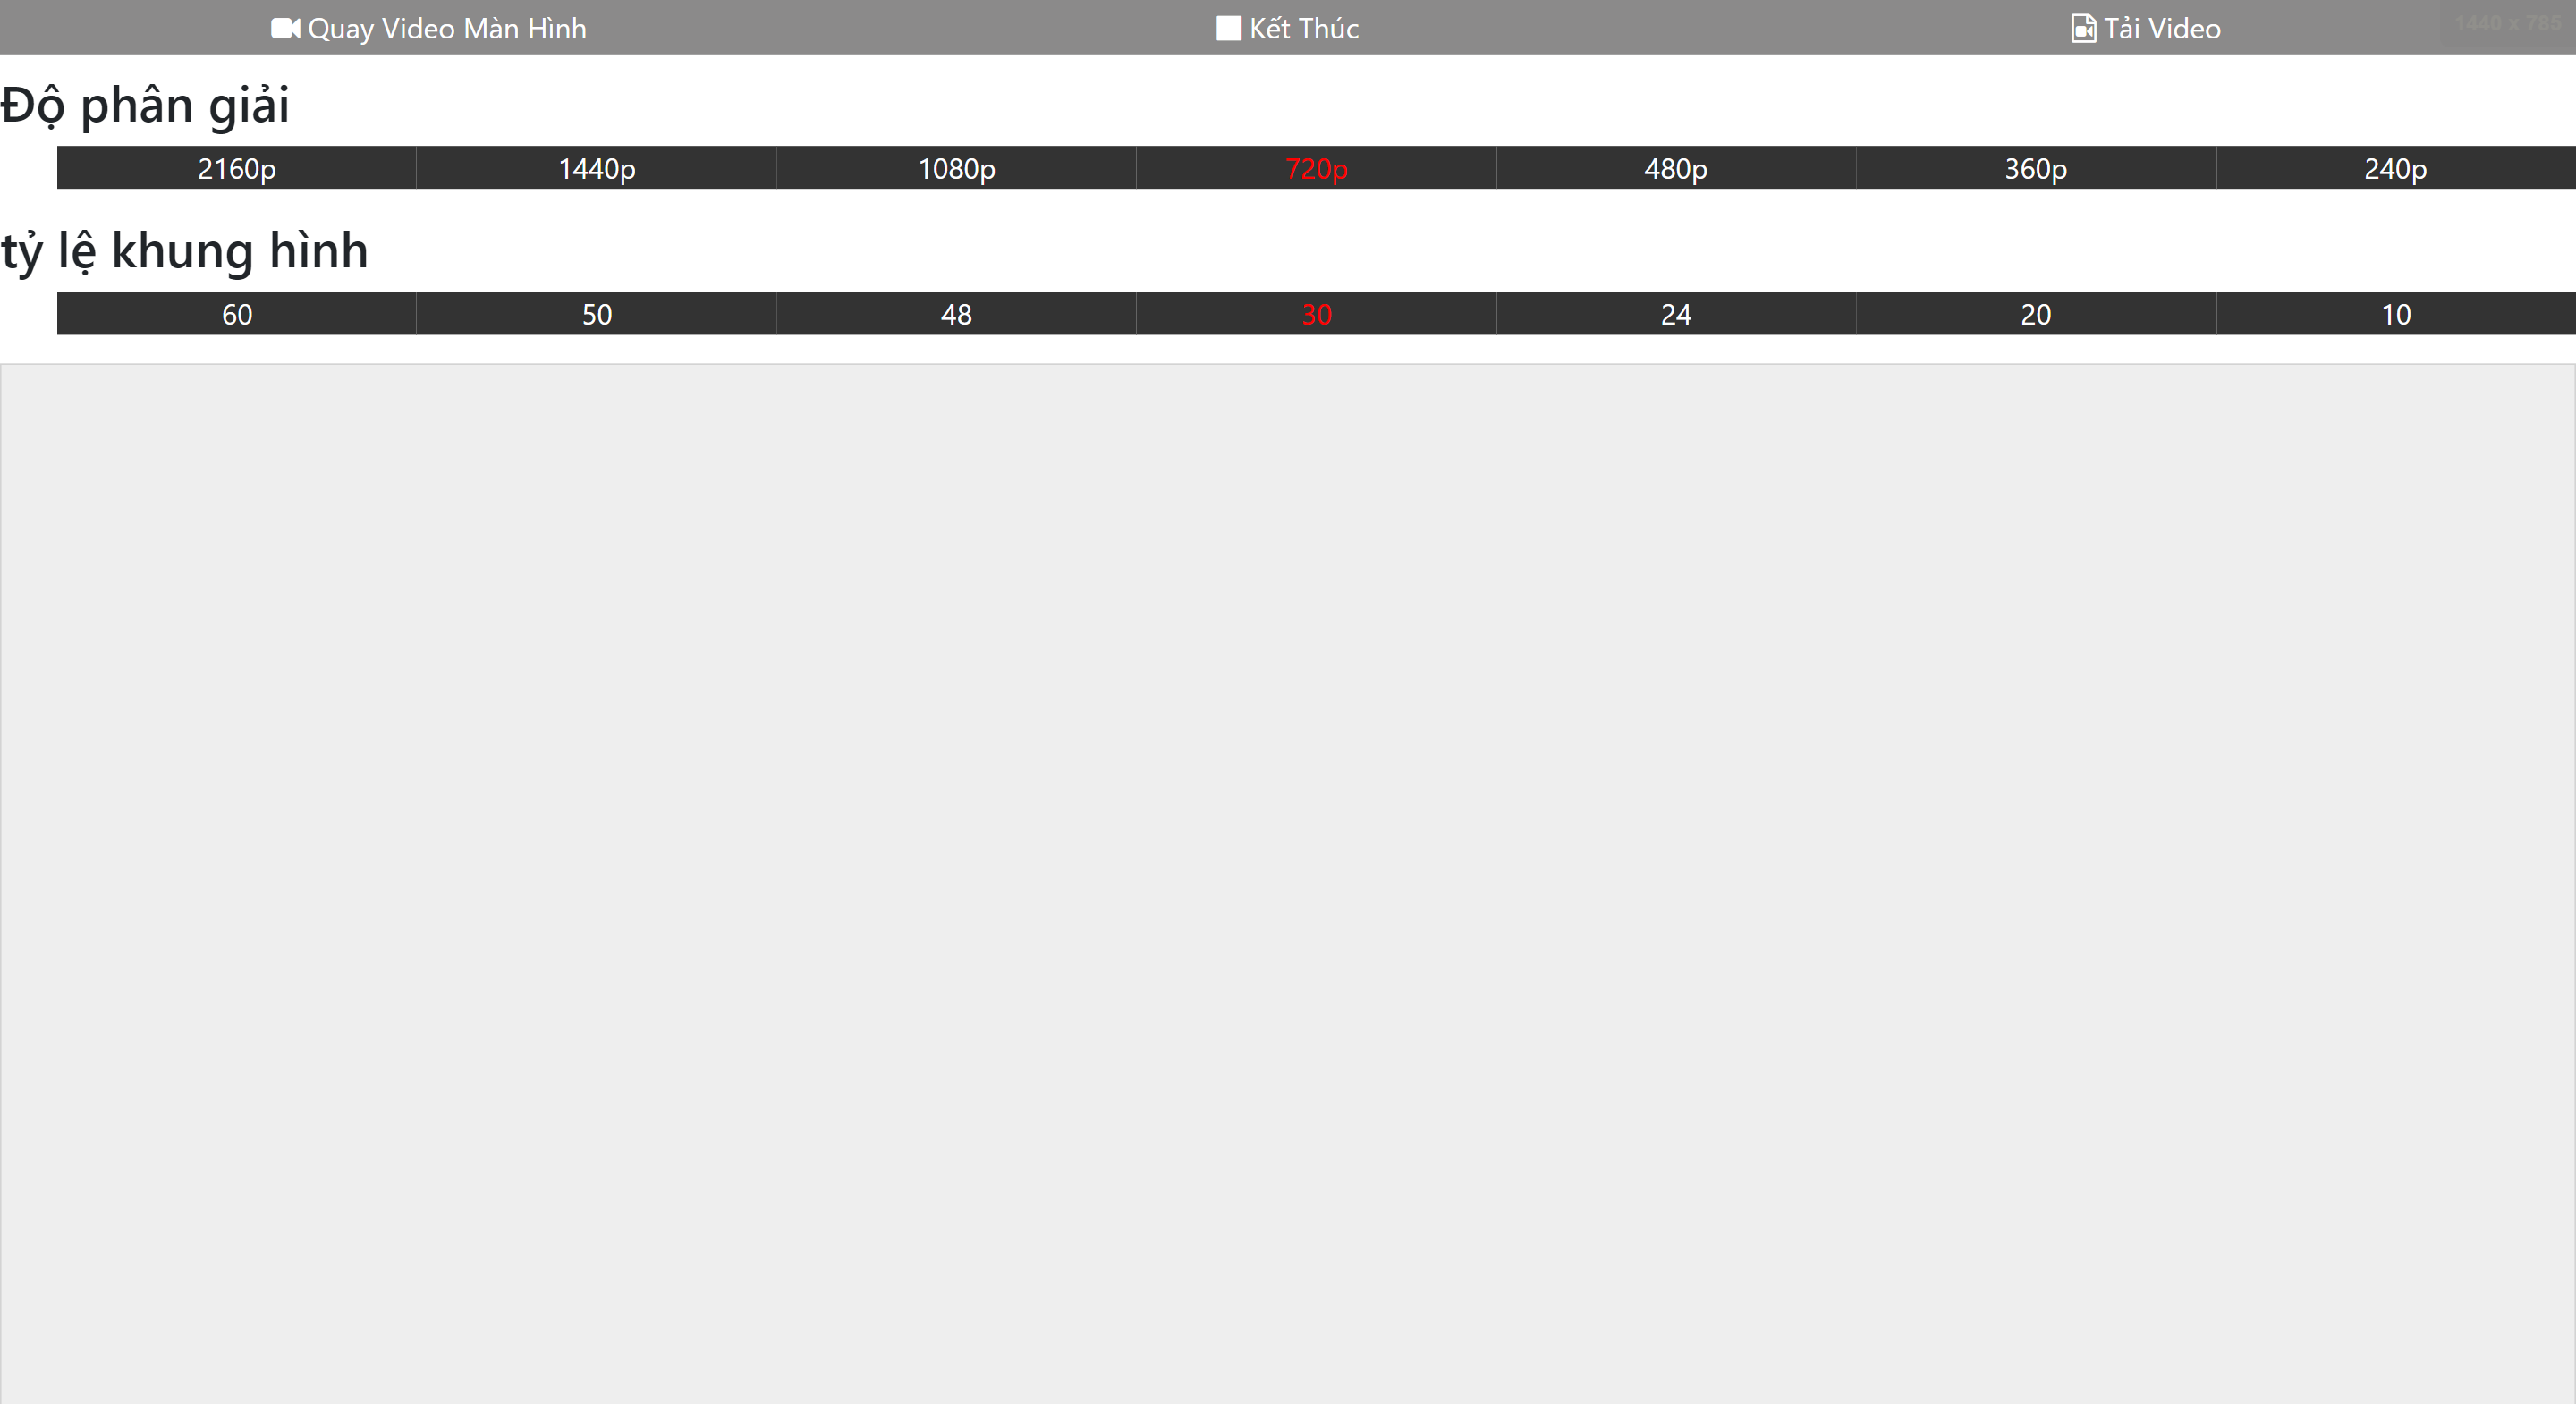 Quay Video Màn Hình
Kết Thúc
Tải Video
1440 x 785
Độ phân giải
2160p
1440p
1080p
720p
480p
360p
240p
tỷ lệ khung hình
60
50
48
30
24
20
10